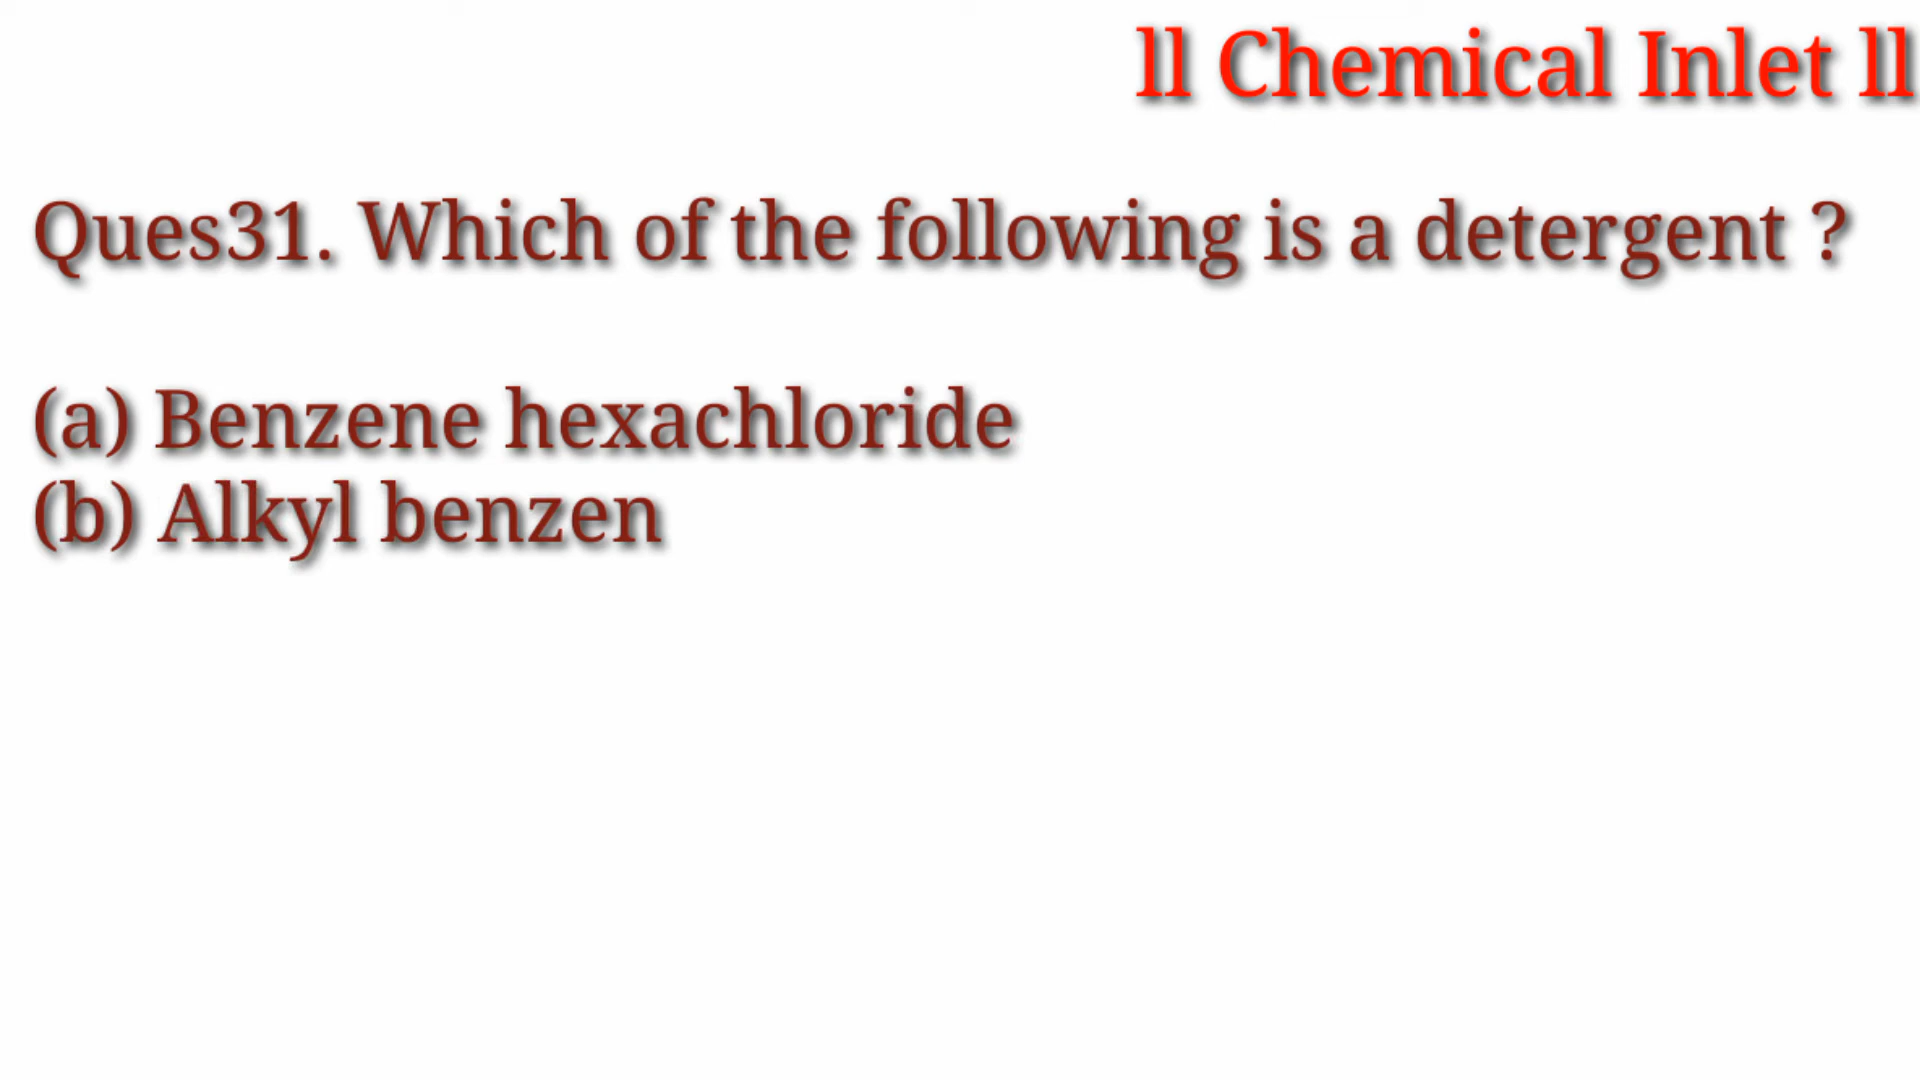 ll Chemical Inlet ll
Ques31. Which of the following is a detergent ?
(a) Benzene hexachloride
(b) Alkyl benzen